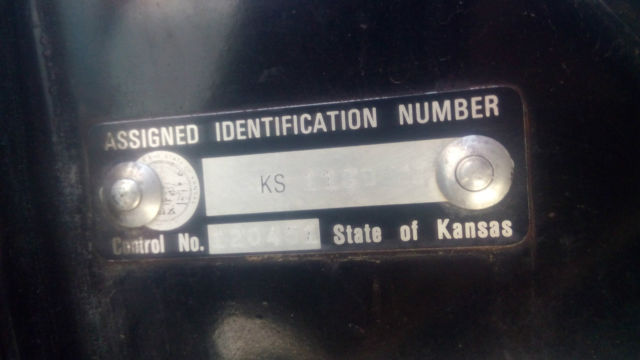 ASSIGNED IDENTIFICATION NUMBER
KS
Control No. State of Kansas